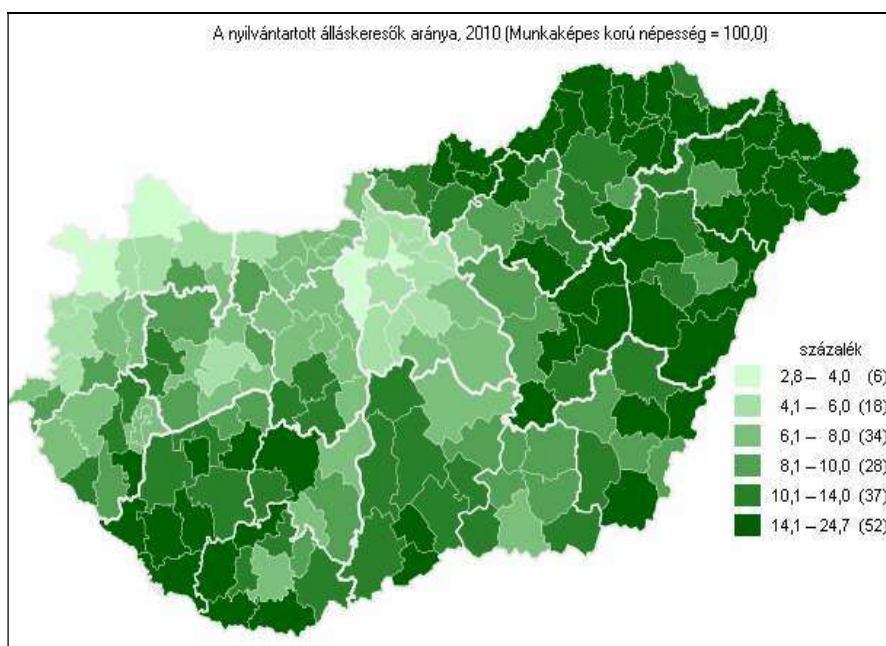 A nyilvántartott álláskeresők aránya, 2010 (Munkaképes korú népesség = 100,0)
százalék
2,8 – 4,0 (6)
4,1 – 6,0 (18)
6,1 – 8,0 (34)
8,1 – 10,0 (28)
10,1 – 14,0 (37)
14,1 – 24,7 (52)